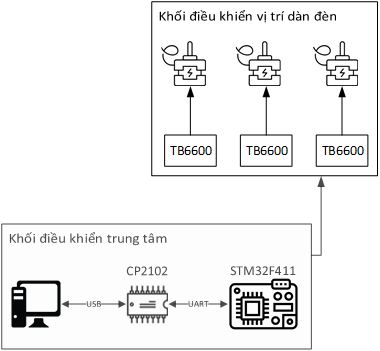 Khối điều khiển vị trí dàn đèn
TB6600 TB6600 TB6600
Khối điều khiển trung tâm
CP2102 STM32F411
USB UART